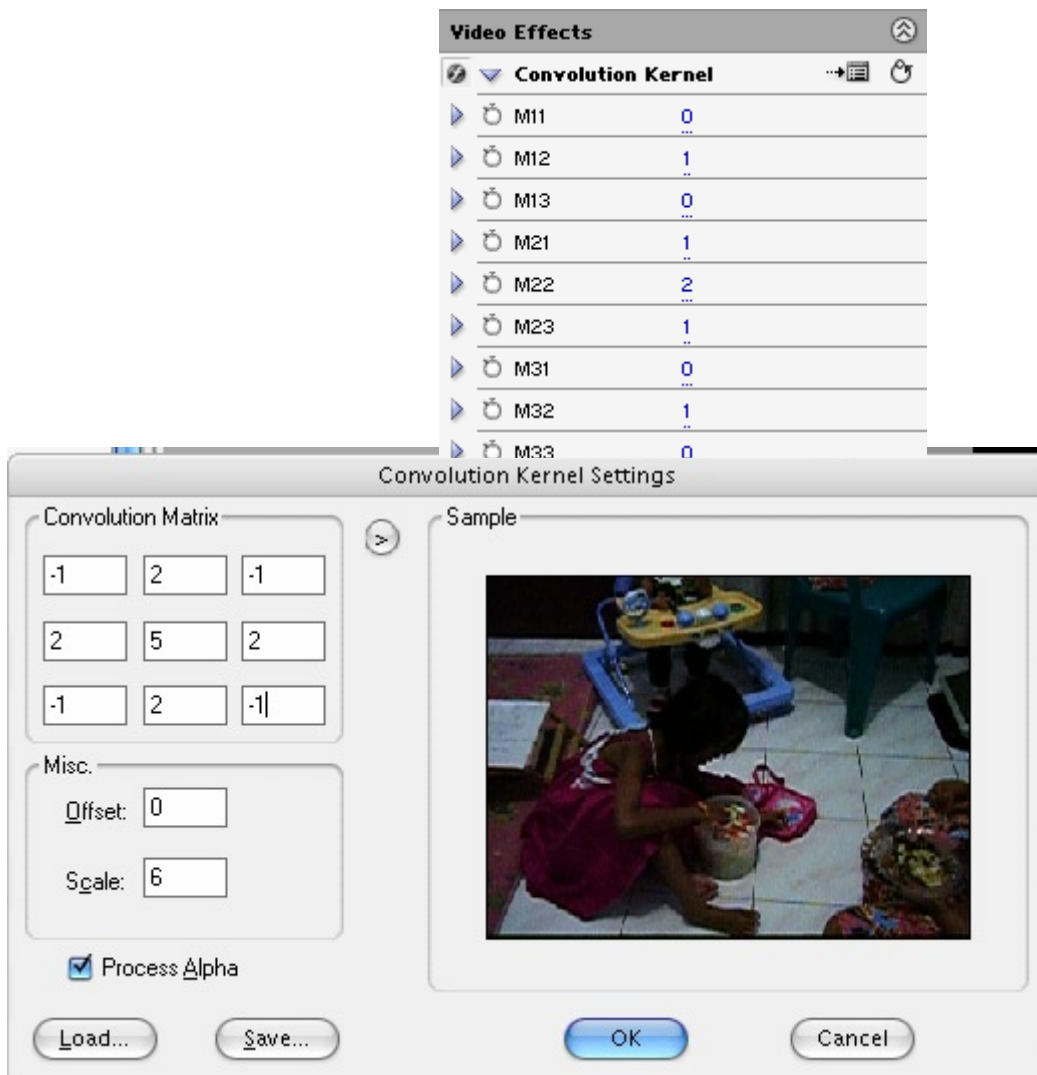 Video Effects
Convolution Kernel
M11 0
M12 1
M13 0
M21 1
M22 2
M23 1
M31 0
M32 1
M33 0
Convolution Kernel Settings
Convolution Matrix
-1 2 -1
2 5 2
-1 2 -1
Misc.
Offset: 0
Scale: 6
Process Alpha
Load... Save...
Sample
OK Cancel